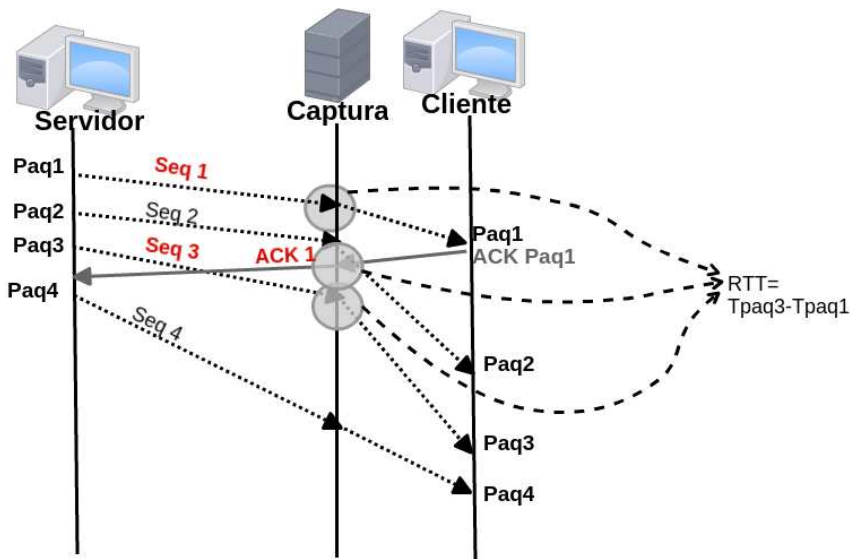 Servidor
Captura
Cliente
Paq1
Seq 1
Paq2
Seq 2
Paq3
Seq 3
ACK 1
Paq1
ACK Paq1
Paq4
Seq 4
RTT=
Tpaq3-Tpaq1
Paq2
Paq3
Paq4